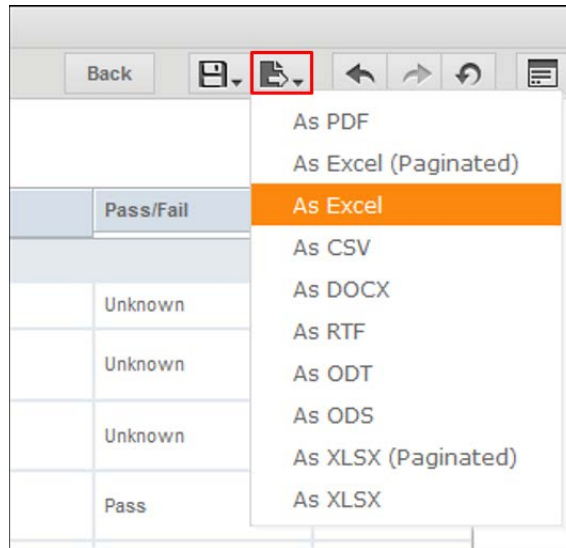 Back
As PDF
As Excel (Paginated)
Pass/Fail
As Excel
As CSV
Unknown
As DOCX
As RTF
Unknown
As ODT
As ODS
Unknown
As XLSX (Paginated)
Pass
As XLSX